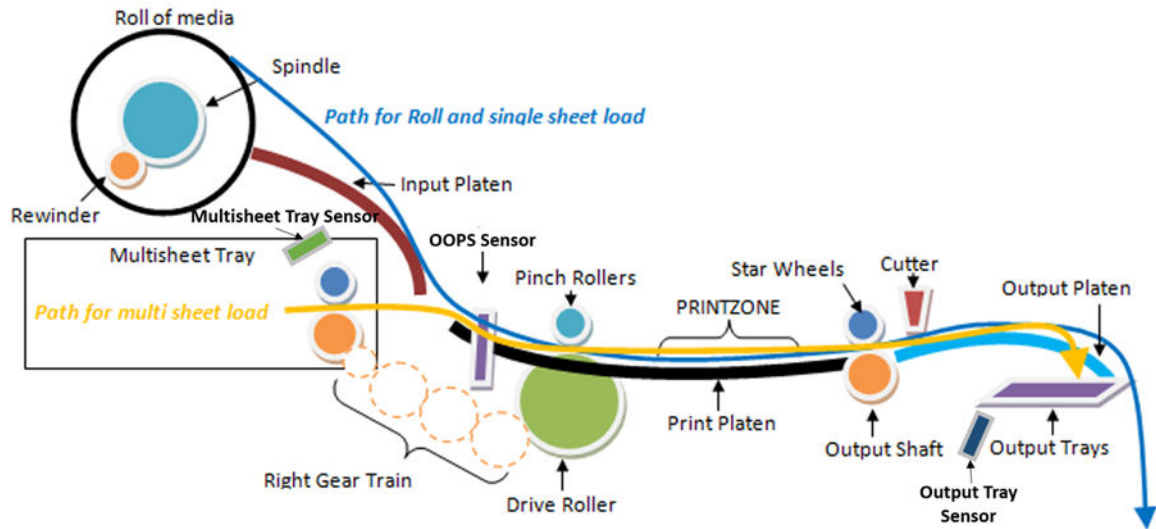 Roll of media
Spindle
Path for Roll and single sheet load
Input Platen
Rewinder
Multisheet Tray Sensor
Multisheet Tray
OOPS Sensor
Pinch Rollers
Star Wheels
Cutter
Output Platen
PRINTZONE
Path for multi sheet load
Print Platen
Output Shaft
Output Trays
Right Gear Train
Drive Roller
Output Tray
Sensor